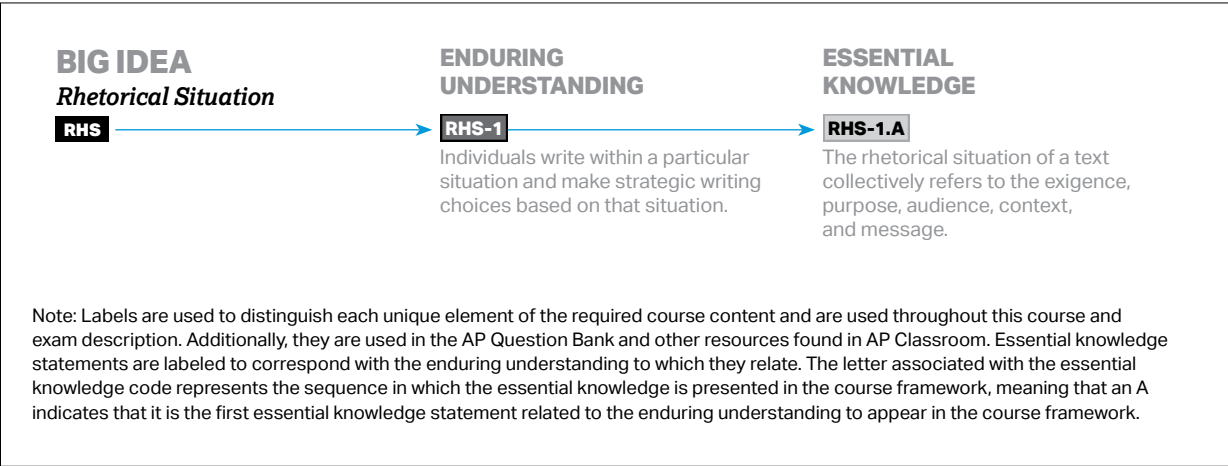 BIG IDEA
Rhetorical Situation
RHS
ENDURING
UNDERSTANDING
RHS-1
Individuals write within a particular
situation and make strategic writing
choices based on that situation.
ESSENTIAL
KNOWLEDGE
RHS-1.A
The rhetorical situation of a text
collectively refers to the exigence,
purpose, audience, context,
and message.
Note: Labels are used to distinguish each unique element of the required course content and are used throughout this course and
exam description. Additionally, they are used in the AP Question Bank and other resources found in AP Classroom. Essential knowledge
statements are labeled to correspond with the enduring understanding to which they relate. The letter associated with the essential
knowledge code represents the sequence in which the essential knowledge is presented in the course framework, meaning that an A
indicates that it is the first essential knowledge statement related to the enduring understanding to appear in the course framework.